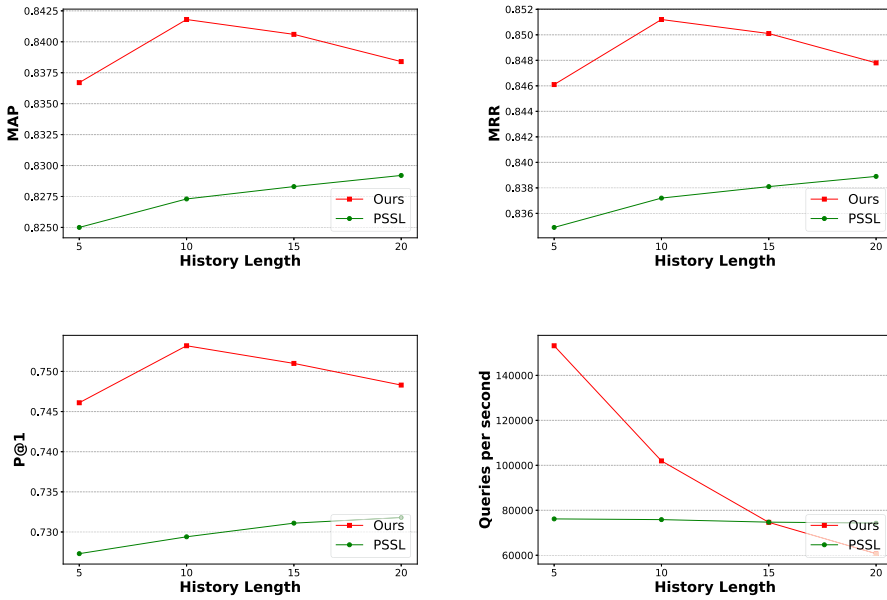 0.8425
0.8400
0.8375
0.8350
0.8325
0.8300
0.8275
0.8250
MAP
5
10
15
20
History Length
Ours
PSSL
0.852
0.850
0.848
0.846
0.844
0.842
0.840
0.838
0.836
MRR
5
10
15
20
History Length
Ours
PSSL
0.750
0.745
0.740
0.735
0.730
P@1
5
10
15
20
History Length
Ours
PSSL
140000
120000
100000
80000
60000
Queries per second
5
10
15
20
History Length
Ours
PSSL